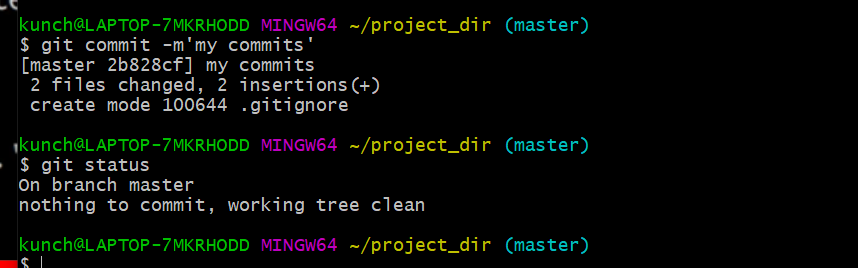 kunch@LAPTOP-7MKRHODD MINGW64 ~/project_dir (master)
$ git commit -m'my commits'
[master 2b828cf] my commits
 2 files changed, 2 insertions(+)
 create mode 100644 .gitignore
kunch@LAPTOP-7MKRHODD MINGW64 ~/project_dir (master)
$ git status
On branch master
nothing to commit, working tree clean
kunch@LAPTOP-7MKRHODD MINGW64 ~/project_dir (master)
$